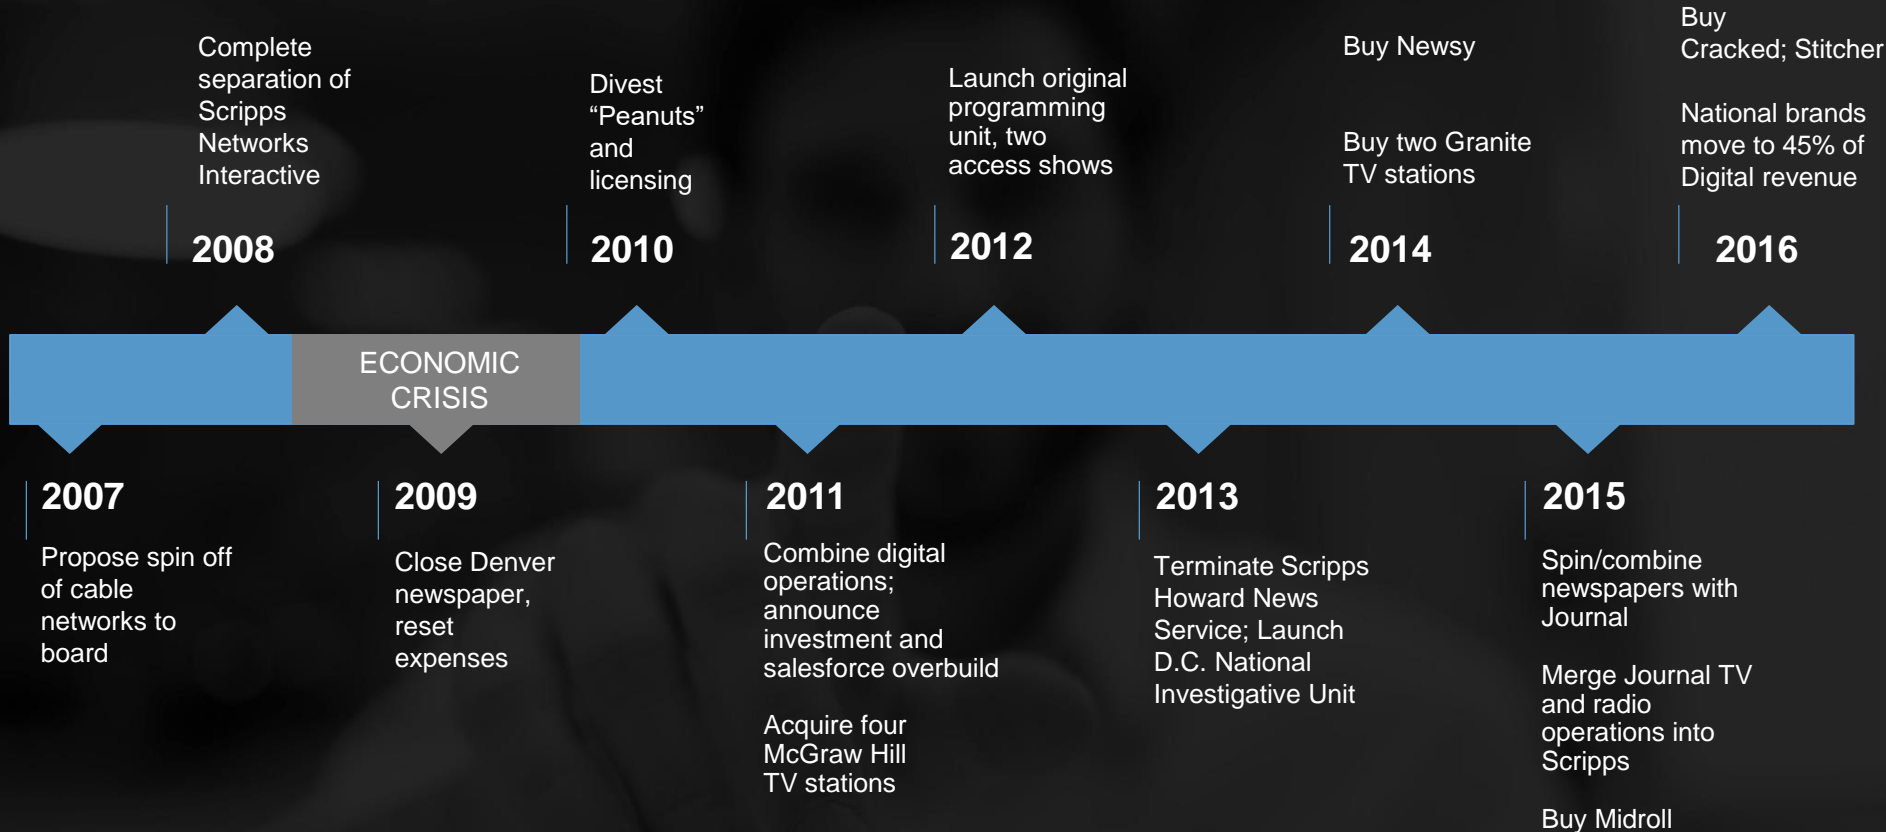 Complete
separation of
Scripps
Networks
Interactive
2008
Divest
“Peanuts”
and
licensing
2010
Launch original
programming
unit, two
access shows
2012
Buy Newsy
Buy two Granite
TV stations
2014
Buy
Cracked; Stitcher
National brands
move to 45% of
Digital revenue
2016
ECONOMIC
CRISIS
2007
Propose spin off
of cable
networks to
board
2009
Close Denver
newspaper,
reset
expenses
2011
Combine digital
operations;
announce
investment and
salesforce overbuild
Acquire four
McGraw Hill
TV stations
2013
Terminate Scripps
Howard News
Service; Launch
D.C. National
Investigative Unit
2015
Spin/combine
newspapers with
Journal
Merge Journal TV
and radio
operations into
Scripps
Buy Midroll